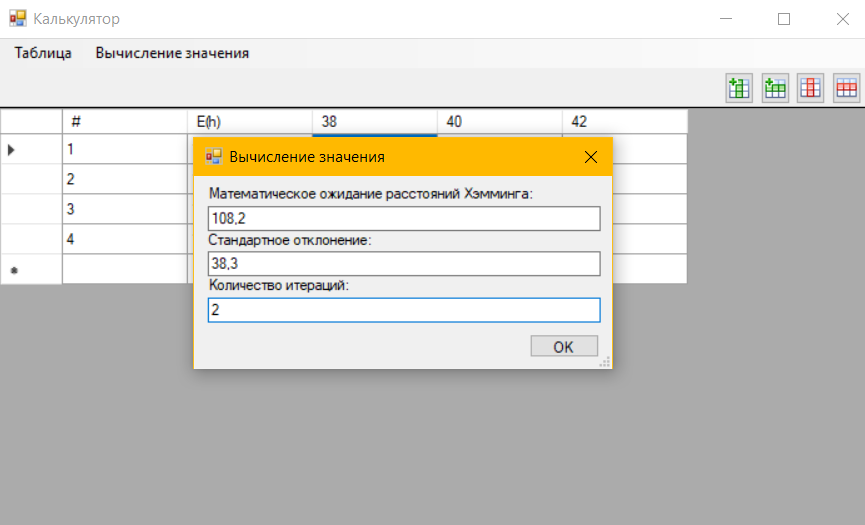 Калькулятор
Таблица Вычисление значения
# E(h) 38 40 42
1
2
3
4
Вычисление значения
Математическое ожидание расстояний Хэмминга:
108,2
Стандартное отклонение:
38,3
Количество итераций:
2
OK